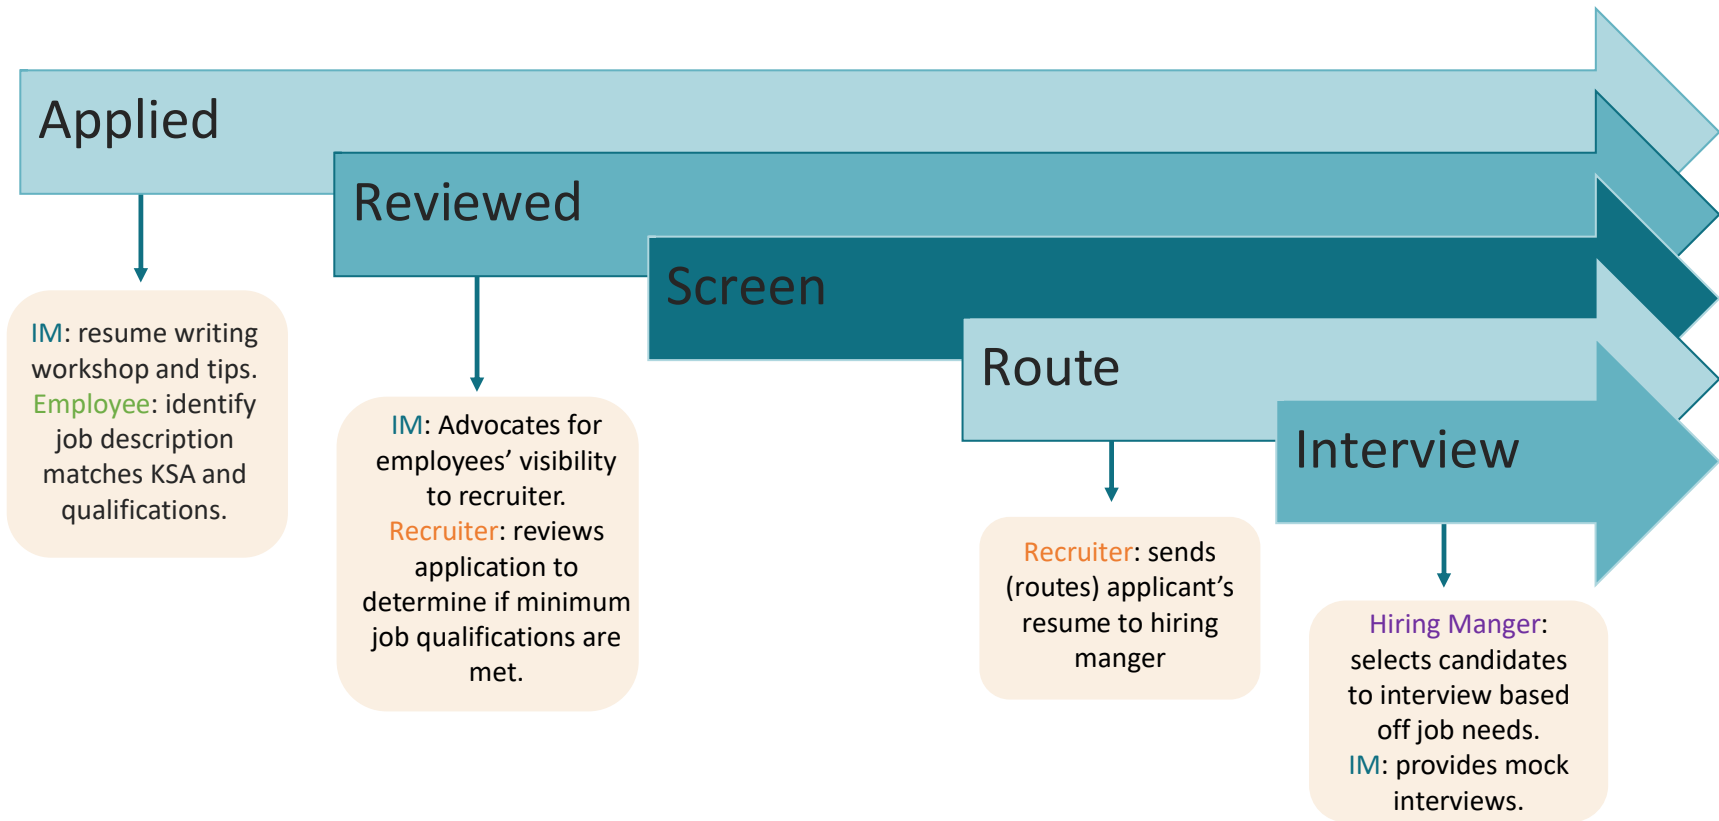 Applied
Reviewed
Screen
Route
Interview
IM: resume writing
workshop and tips.
Employee: identify
job description
matches KSA and
qualifications.
IM: Advocates for
employees’ visibility
to recruiter.
Recruiter: reviews
application to
determine if minimum
job qualifications are
met.
Recruiter: sends
(routes) applicant’s
resume to hiring
manger
Hiring Manger:
selects candidates
to interview based
off job needs.
IM: provides mock
interviews.